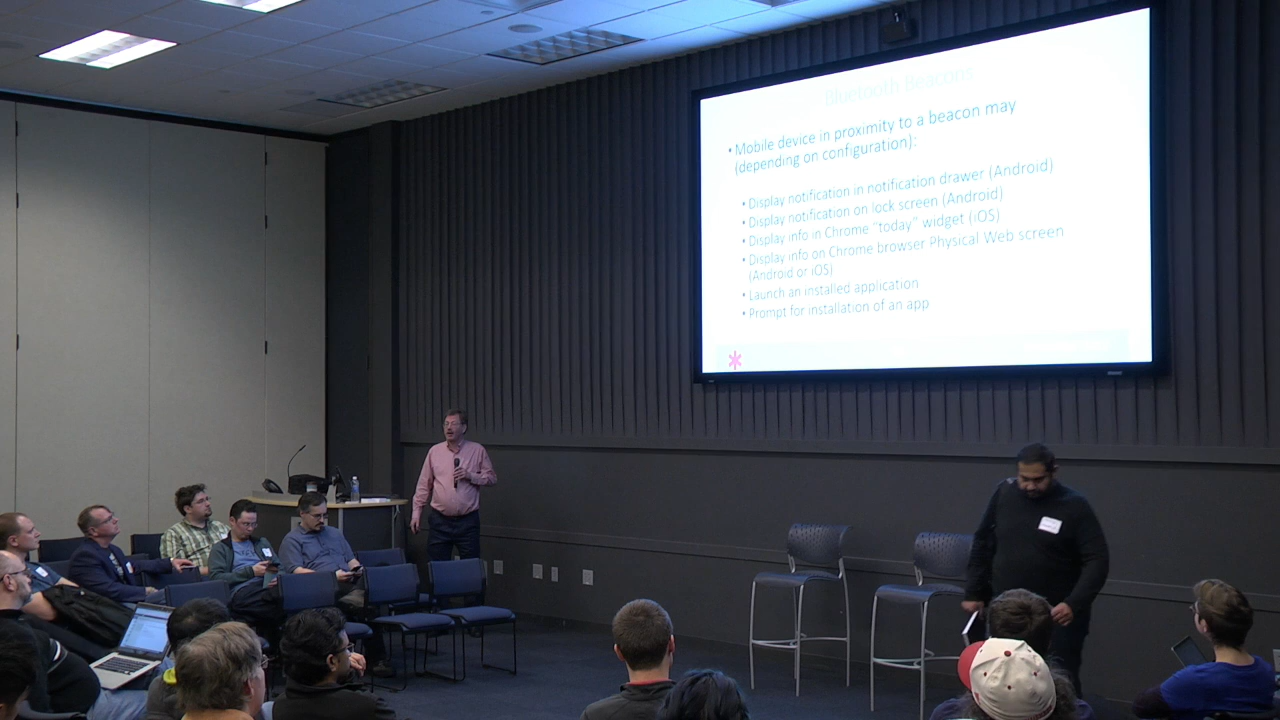 Bluetooth Beacons
• Mobile device in proximity to a beacon may
(depending on configuration):
• Display notification in notification drawer (Android)
• Display notification on lock screen (Android)
• Display info in Chrome “today” widget (iOS)
• Display info on Chrome browser Physical Web screen
(Android or iOS)
• Launch an installed application
• Prompt for installation of an app